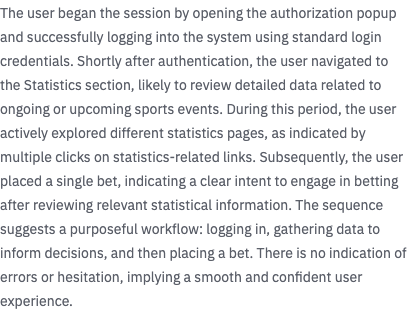 The user began the session by opening the authorization popup
and successfully logging into the system using standard login
credentials. Shortly after authentication, the user navigated to
the Statistics section, likely to review detailed data related to
ongoing or upcoming sports events. During this period, the user
actively explored different statistics pages, as indicated by
multiple clicks on statistics-related links. Subsequently, the user
placed a single bet, indicating a clear intent to engage in betting
after reviewing relevant statistical information. The sequence
suggests a purposeful workflow: logging in, gathering data to
inform decisions, and then placing a bet. There is no indication of
errors or hesitation, implying a smooth and confident user
experience.